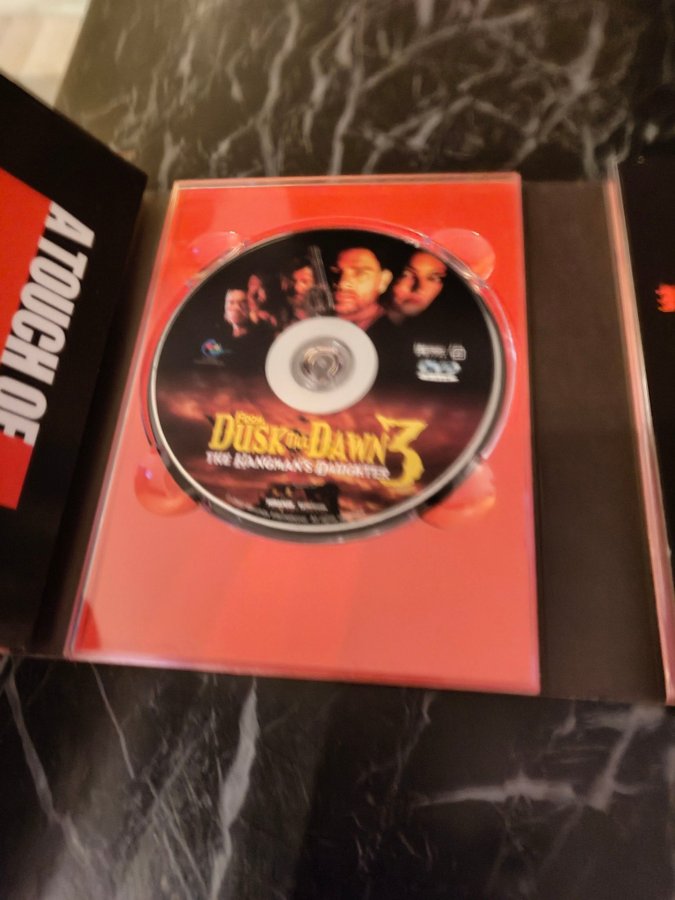 A TOUCH OF
FROM
DUSK TILL DAWN 3
THE HANGMAN'S DAUGHTER